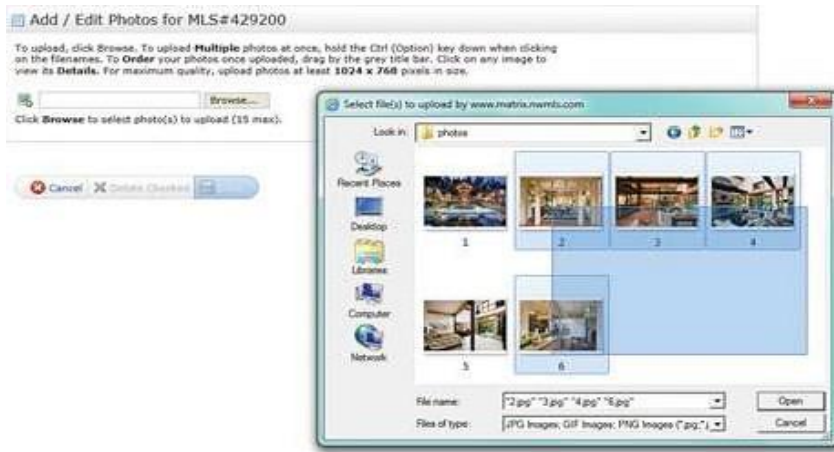 Add / Edit Photos for MLS#429200
To upload, click Browse. To upload Multiple photos at once, hold the Ctrl (Option) key down when clicking
on the filenames. To Order your photos once uploaded, drag by the grey title bar. Click on any image to
view its Details. For maximum quality, upload photos at least 1024 x 768 pixels in size.
Browse...
Click Browse to select photo(s) to upload (15 max).
Cancel Delete Checked
Select file(s) to upload by www.matrix.nwmls.com
Look in: photos
Recent Places
Desktop
Libraries
Computer
Network
1 2 3 4
5 6
File name: "2.jpg" "3.jpg" "4.jpg" "6.jpg" Open
Files of type: JPG Images; GIF Images; PNG Images (*.jpg;*.j Cancel